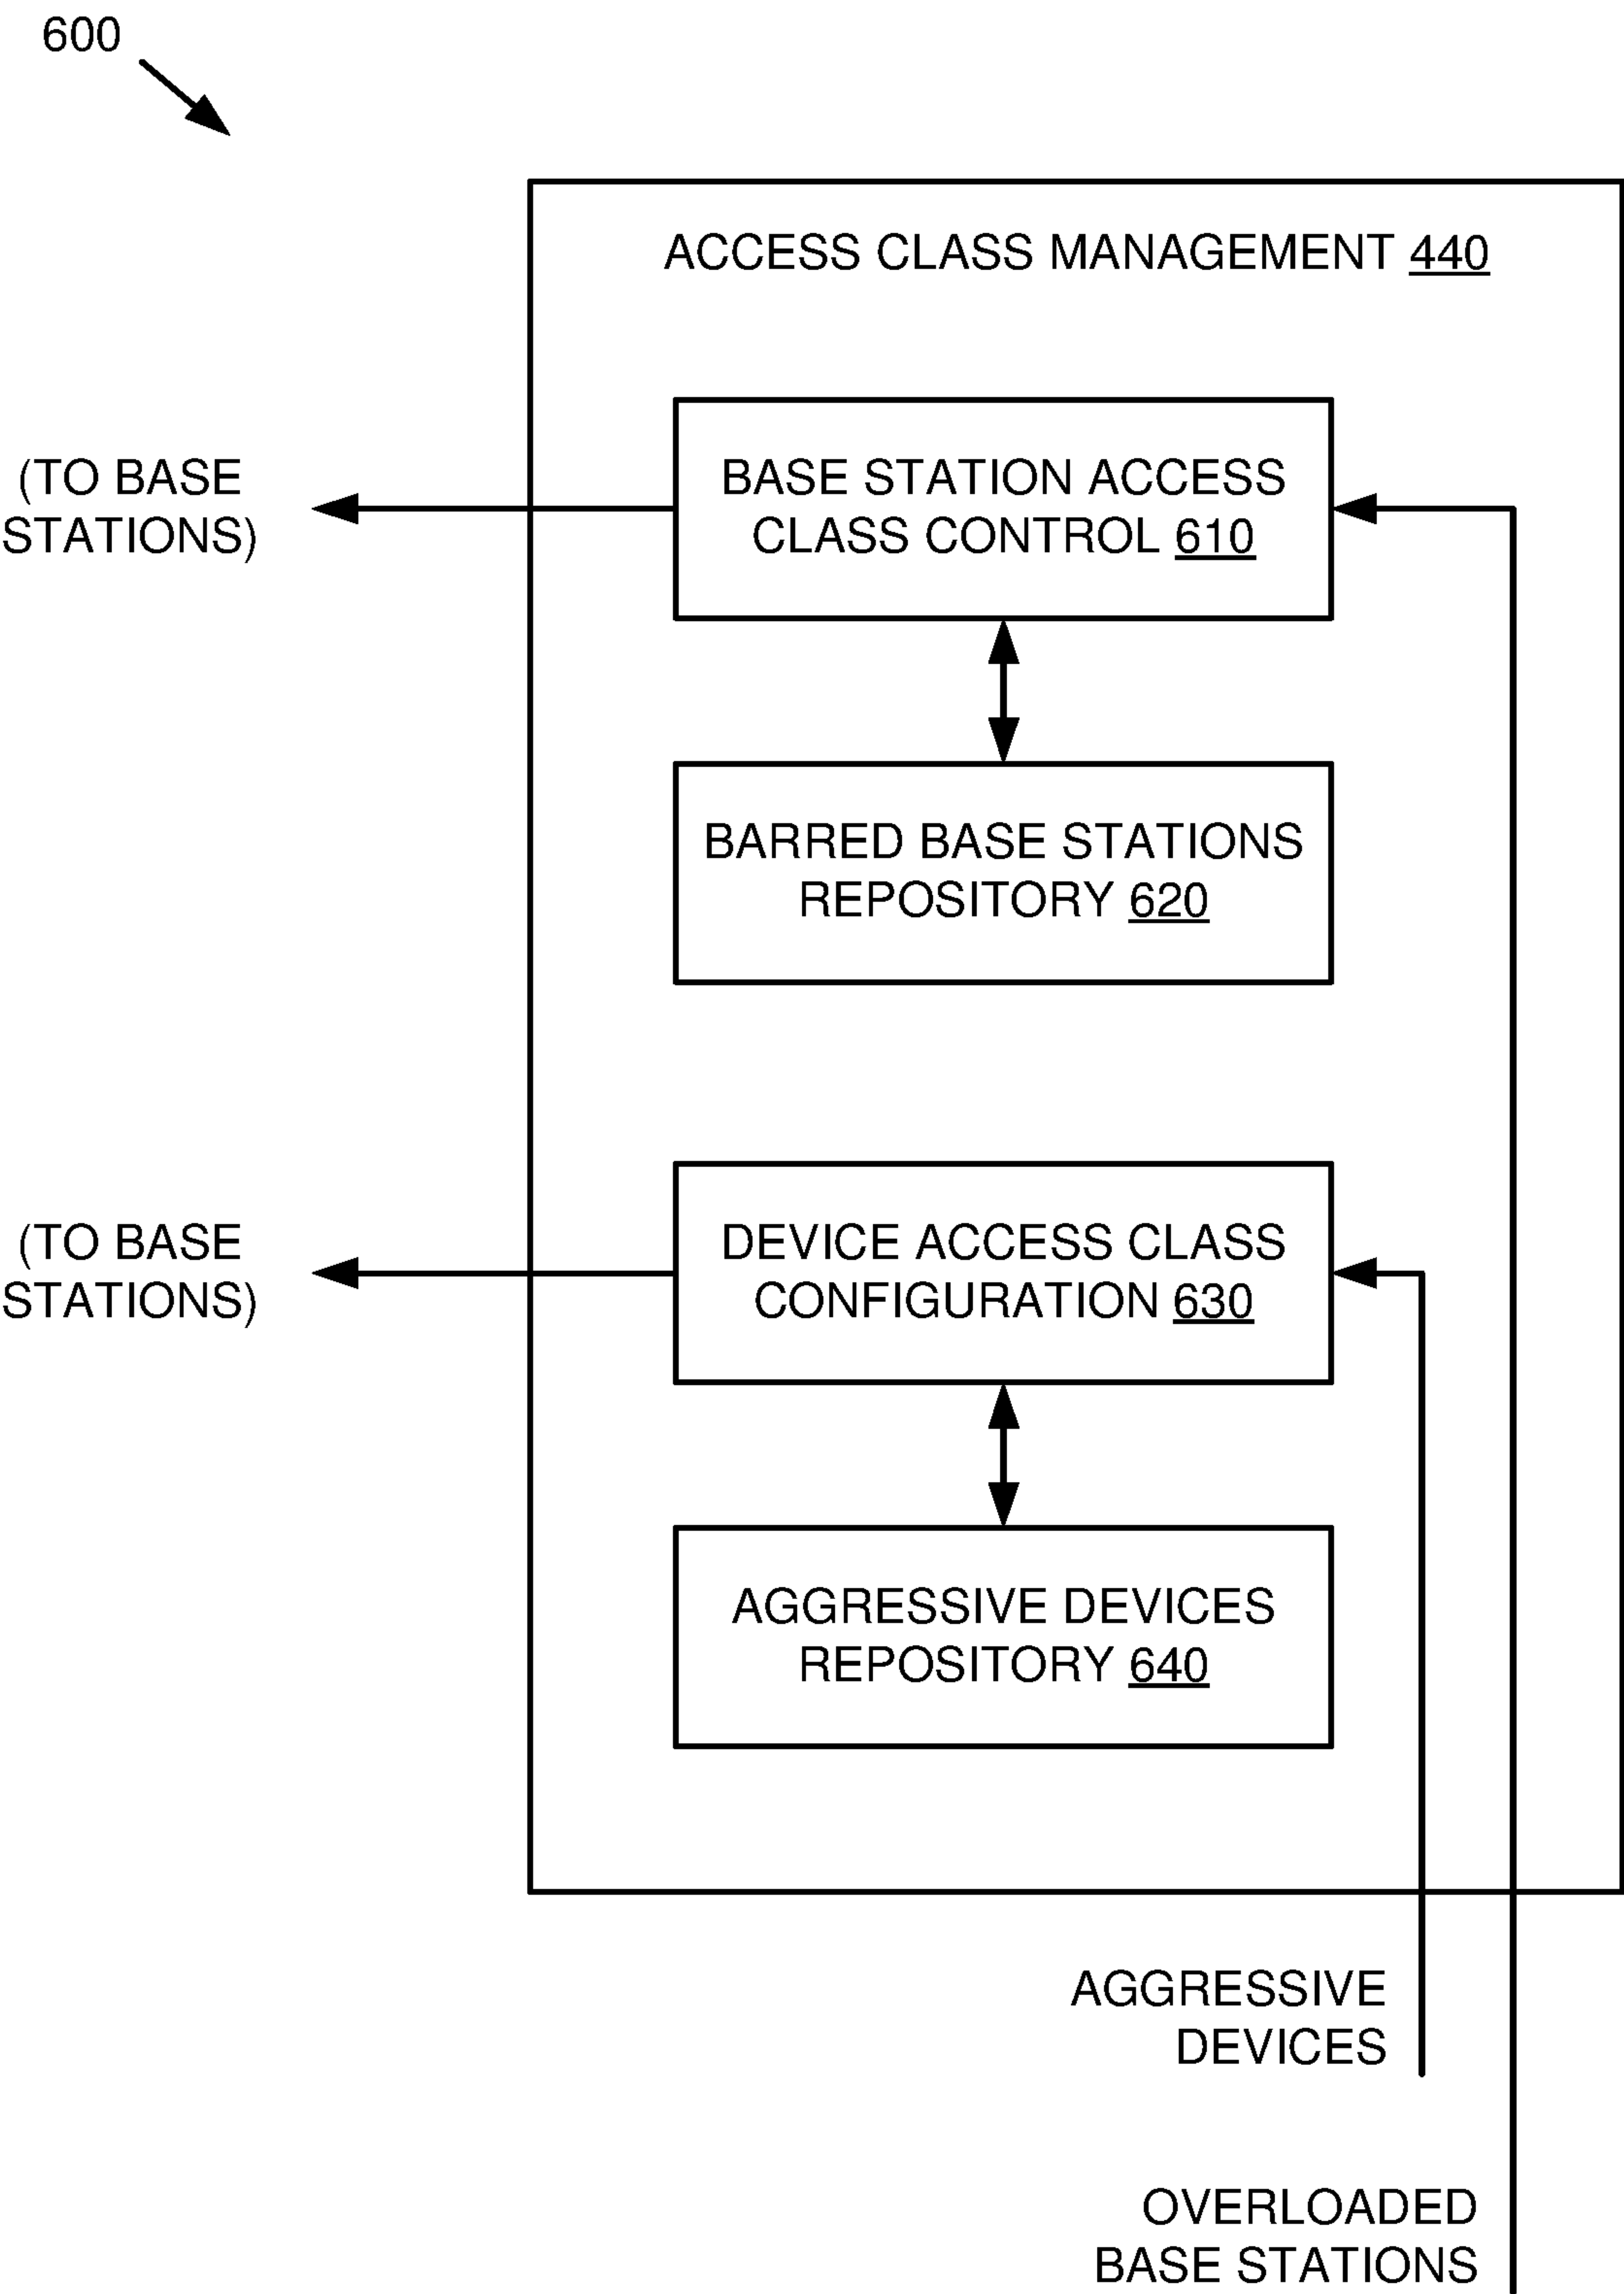 600
ACCESS CLASS MANAGEMENT 440
(TO BASE
STATIONS)
BASE STATION ACCESS
CLASS CONTROL 610
BARRED BASE STATIONS
REPOSITORY 620
(TO BASE
STATIONS)
DEVICE ACCESS CLASS
CONFIGURATION 630
AGGRESSIVE DEVICES
REPOSITORY 640
AGGRESSIVE
DEVICES
OVERLOADED
BASE STATIONS